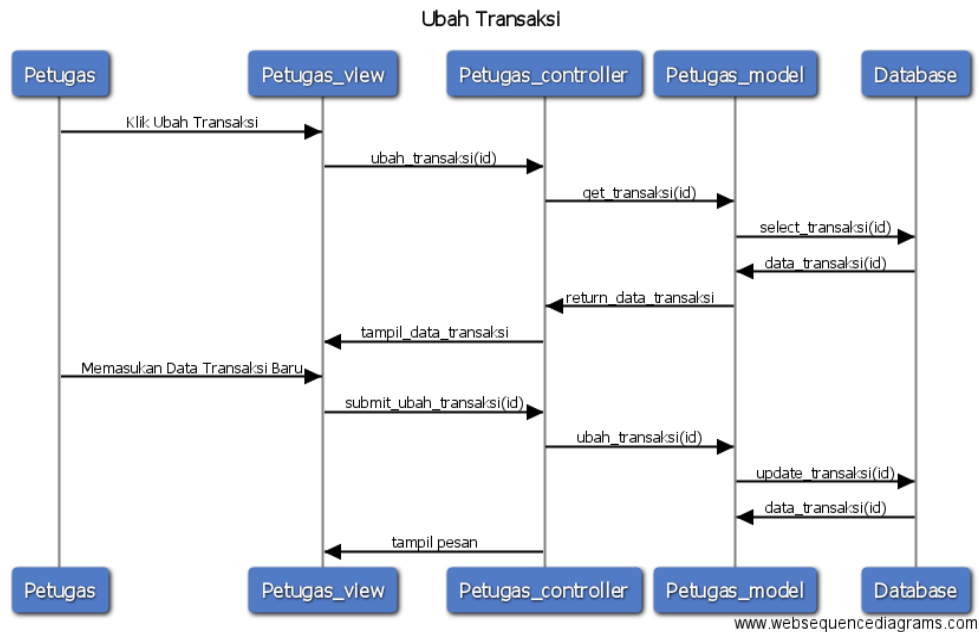 Ubah Transaksi
Petugas Petugas_view Petugas_controller Petugas_model Database
Klik Ubah Transaksi
ubah_transaksi(id)
get_transaksi(id)
select_transaksi(id)
data_transaksi(id)
return_data_transaksi
tampil_data_transaksi
Memasukan Data Transaksi Baru
submit_ubah_transaksi(id)
ubah_transaksi(id)
update_transaksi(id)
data_transaksi(id)
tampil pesan
Petugas Petugas_view Petugas_controller Petugas_model Database
www.websequencediagrams.com